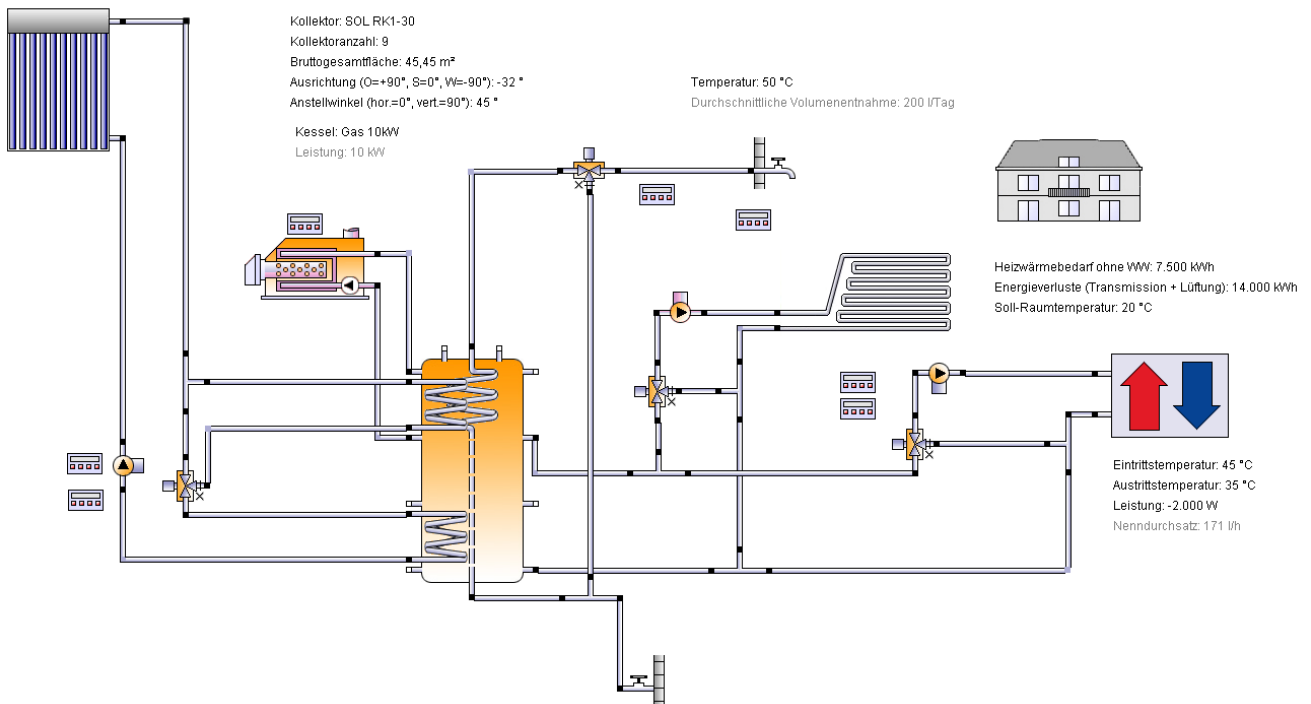 Kollektor: SOL RK1-30
Kollektoranzahl: 9
Bruttogesamtfläche: 45,45 m²
Ausrichtung (O=+90°, S=0°, W=-90°): -32 °
Anstellwinkel (hor.=0°, vert.=90°): 45 °
Kessel: Gas 10kW
Leistung: 10 kW
Temperatur: 50 °C
Durchschnittliche Volumenentnahme: 200 l/Tag
Heizwärmebedarf ohne WW: 7.500 kWh
Energieverluste (Transmission + Lüftung): 14.000 kWh
Soll-Raumtemperatur: 20 °C
Eintrittstemperatur: 45 °C
Austrittstemperatur: 35 °C
Leistung: -2.000 W
Nenndurchsatz: 171 l/h